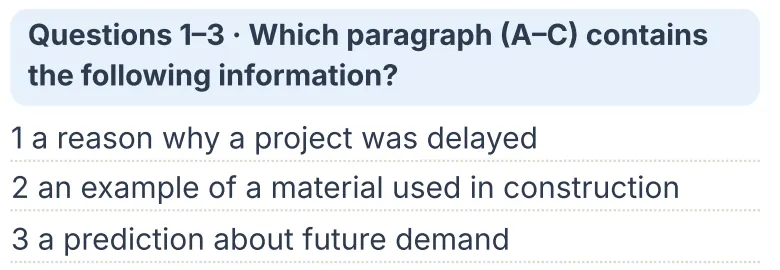 Questions 1–3 · Which paragraph (A–C) contains
the following information?
1 a reason why a project was delayed
2 an example of a material used in construction
3 a prediction about future demand